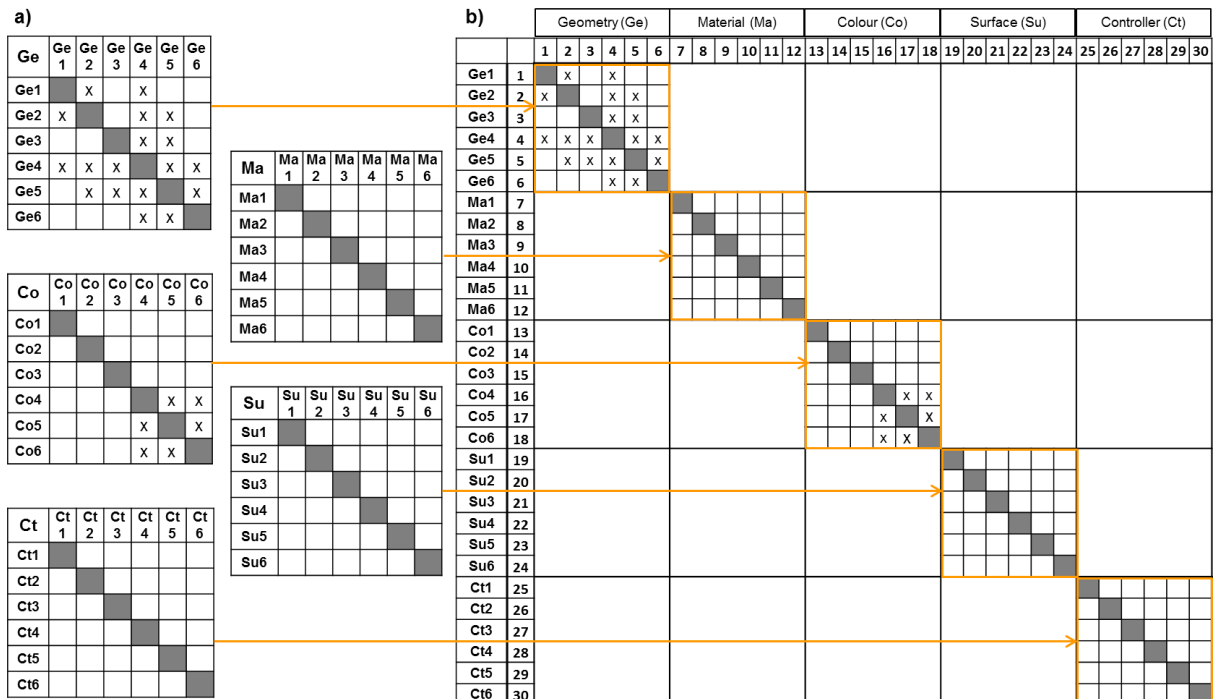 a)
Ge Ge 1 Ge 2 Ge 3 Ge 4 Ge 5 Ge 6
Ge1 x x
Ge2 x x x
Ge3 x x
Ge4 x x x x x
Ge5 x x x x
Ge6 x x
Ma Ma 1 Ma 2 Ma 3 Ma 4 Ma 5 Ma 6
Ma1
Ma2
Ma3
Ma4
Ma5
Ma6
Co Co 1 Co 2 Co 3 Co 4 Co 5 Co 6
Co1
Co2
Co3
Co4 x x
Co5 x x
Co6 x x
Su Su 1 Su 2 Su 3 Su 4 Su 5 Su 6
Su1
Su2
Su3
Su4
Su5
Su6
Ct Ct 1 Ct 2 Ct 3 Ct 4 Ct 5 Ct 6
Ct1
Ct2
Ct3
Ct4
Ct5
Ct6
b)
Geometry (Ge) Material (Ma) Colour (Co) Surface (Su) Controller (Ct)
1 2 3 4 5 6 7 8 9 10 11 12 13 14 15 16 17 18 19 20 21 22 23 24 25 26 27 28 29 30
Ge1 1 x x
Ge2 2 x x x
Ge3 3 x x
Ge4 4 x x x x x
Ge5 5 x x x x
Ge6 6 x x
Ma1 7
Ma2 8
Ma3 9
Ma4 10
Ma5 11
Ma6 12
Co1 13
Co2 14
Co3 15
Co4 16 x x
Co5 17 x x
Co6 18 x x
Su1 19
Su2 20
Su3 21
Su4 22
Su5 23
Su6 24
Ct1 25
Ct2 26
Ct3 27
Ct4 28
Ct5 29
Ct6 30